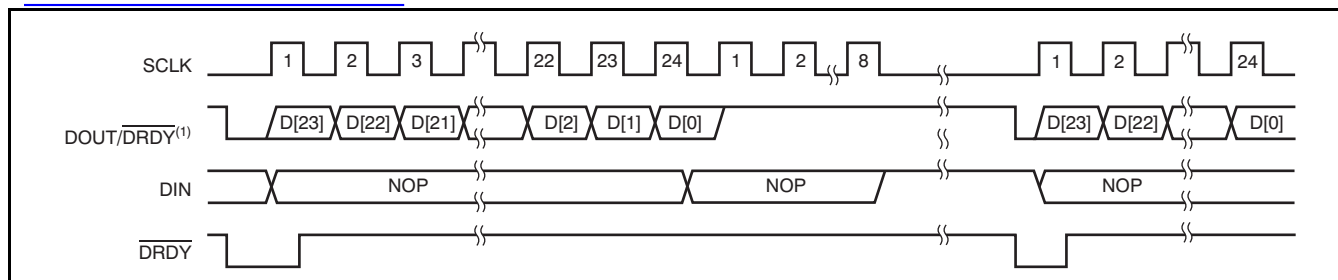 SCLK 1 2 3 22 23 24 1 2 8 1 2 24
DOUT/DRDY(1) D[23] D[22] D[21] D[2] D[1] D[0] D[23] D[22] D[0]
DIN NOP NOP NOP
DRDY